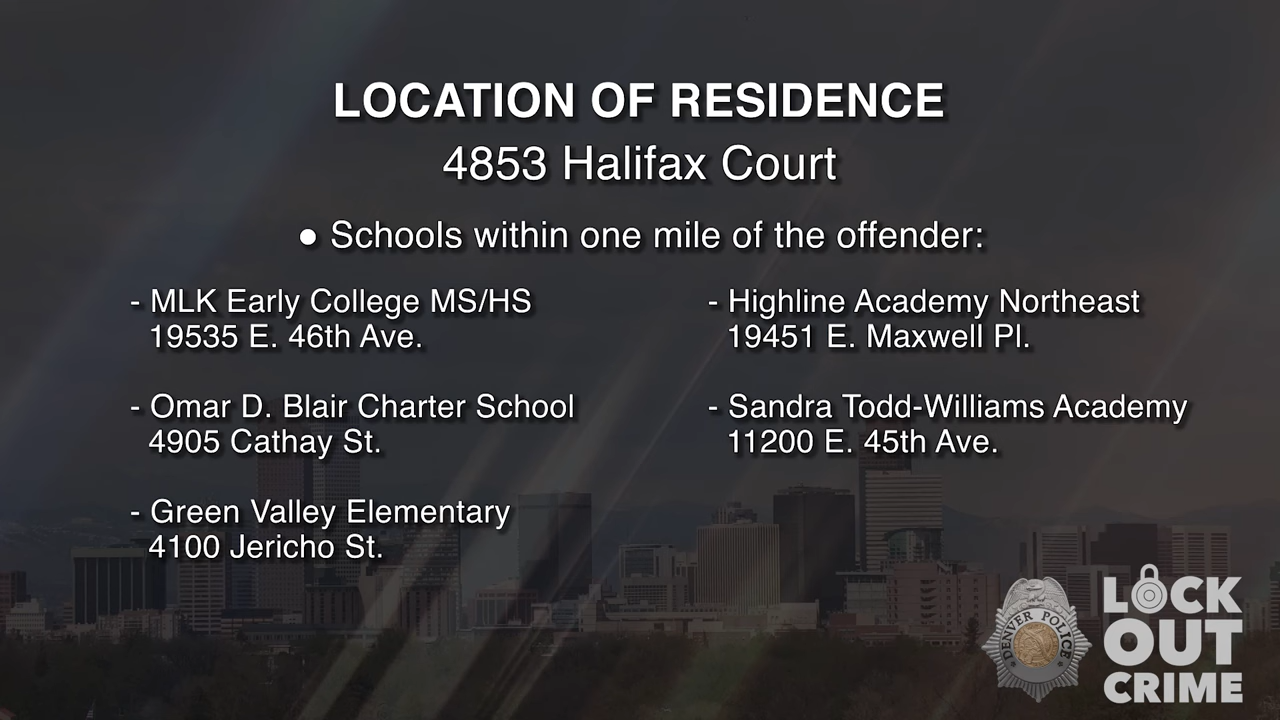 LOCATION OF RESIDENCE
4853 Halifax Court
● Schools within one mile of the offender:
- MLK Early College MS/HS
19535 E. 46th Ave.
- Omar D. Blair Charter School
4905 Cathay St.
- Green Valley Elementary
4100 Jericho St.
- Highline Academy Northeast
19451 E. Maxwell Pl.
- Sandra Todd-Williams Academy
11200 E. 45th Ave.
DENVER POLICE
LOCK
OUT
CRIME